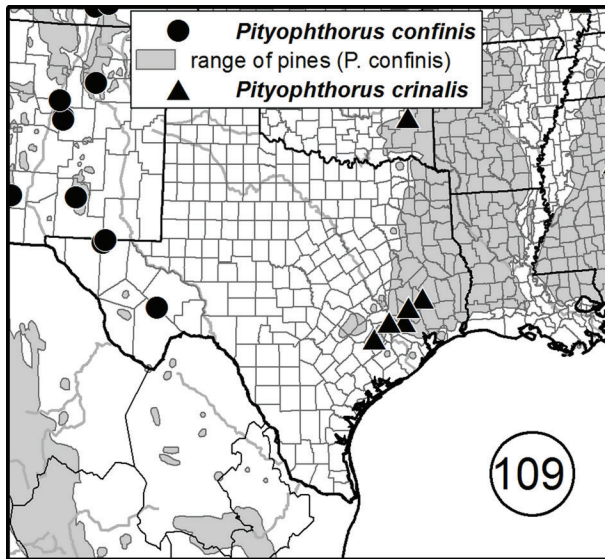 Pityophthorus confinis
range of pines (P. confinis)
Pityophthorus crinalis
109